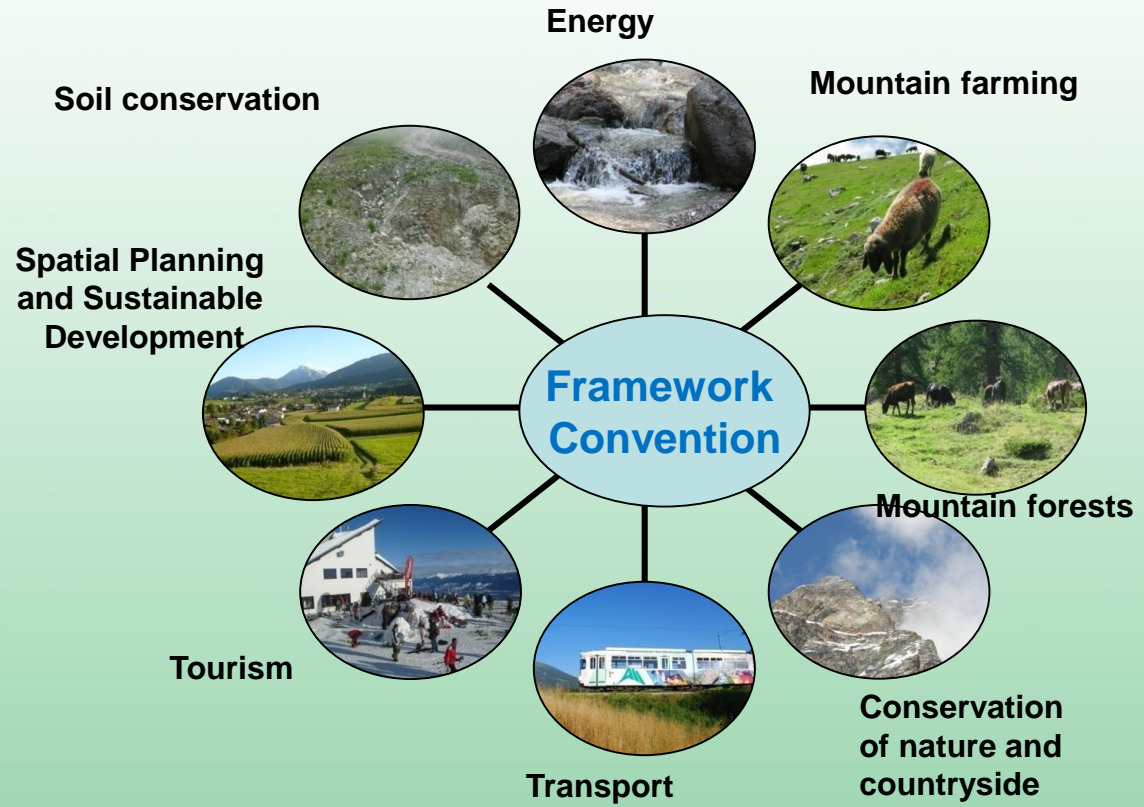 Energy
Mountain farming
Soil conservation
Spatial Planning
and Sustainable
Development
Framework
Convention
Mountain forests
Tourism
Conservation
of nature and
countryside
Transport